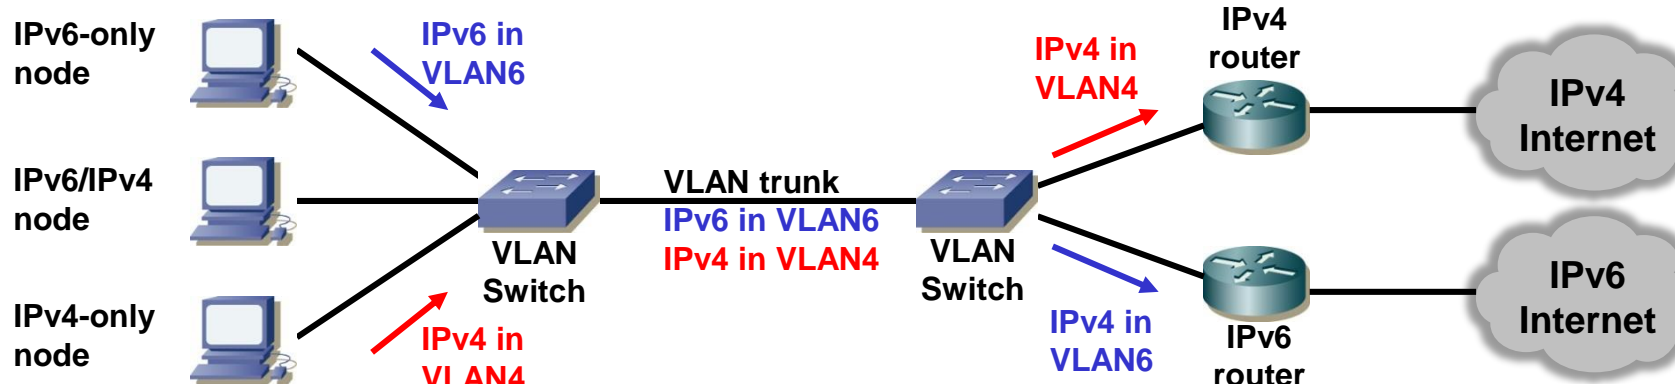 IPv6-only
node
IPv6 in
VLAN6
IPv4 in
VLAN4
IPv4
router
IPv4
Internet
IPv6/IPv4
node
VLAN
Switch
VLAN trunk
IPv6 in VLAN6
IPv4 in VLAN4
VLAN
Switch
IPv4-only
node
IPv4 in
VLAN4
IPv4 in
VLAN6
IPv6
router
IPv6
Internet